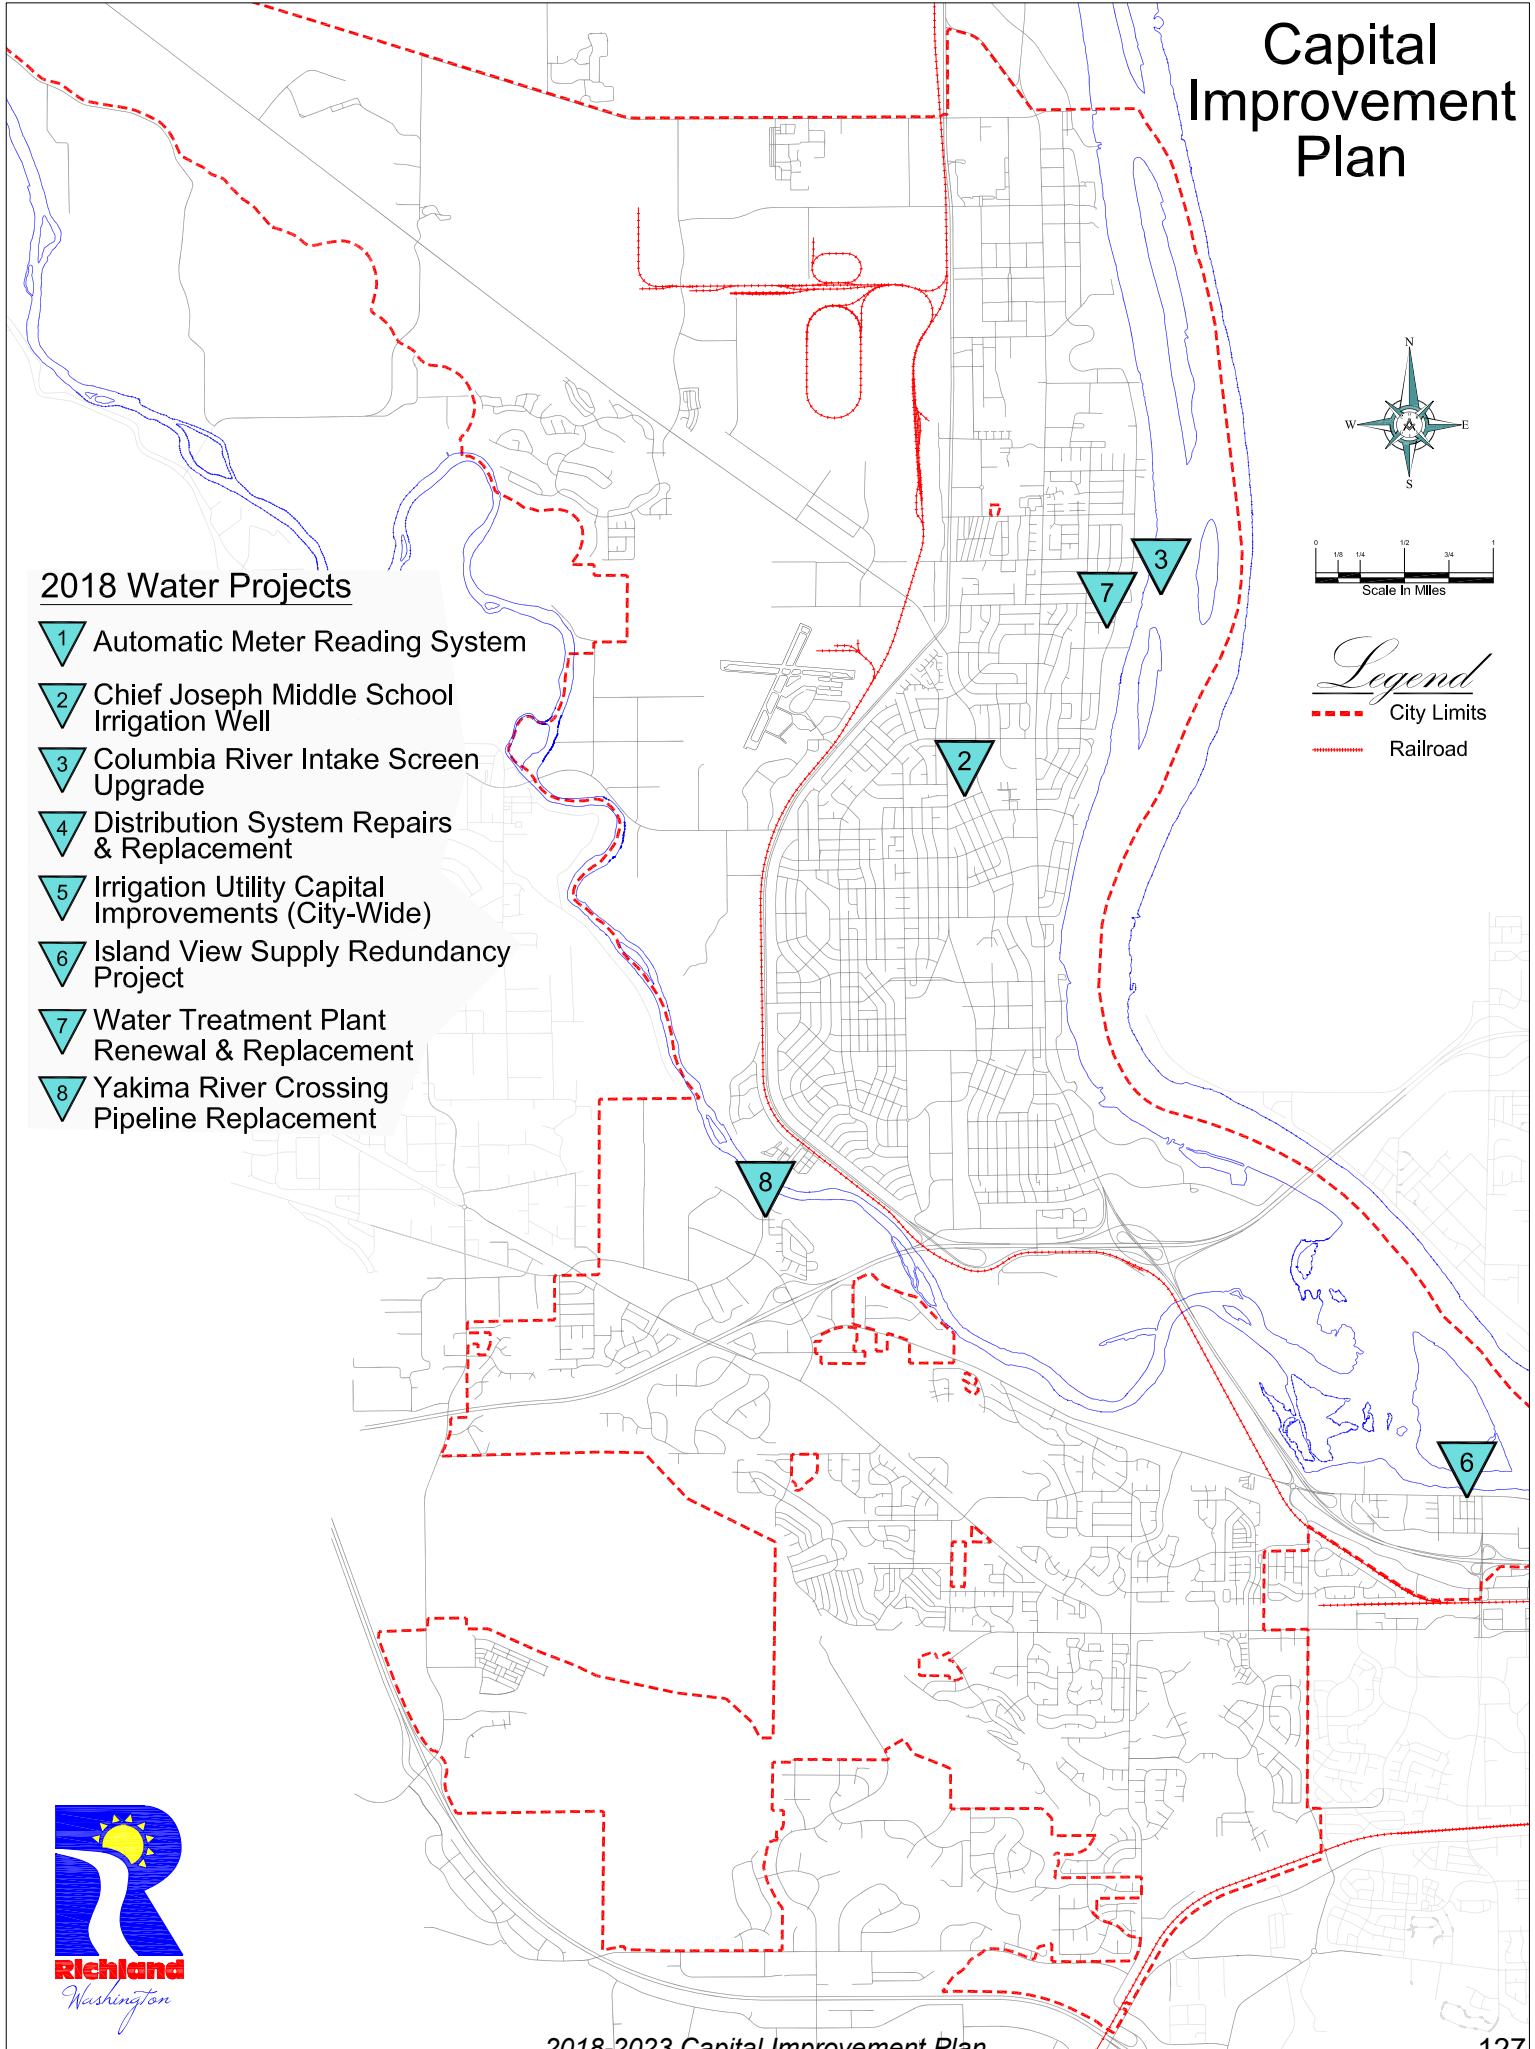 Capital
Improvement
Plan
N
W
E
S
0
1/8
1/4
1/2
3/4
1
Scale In Miles
Legend
City Limits
Railroad
2018 Water Projects
1 Automatic Meter Reading System
2 Chief Joseph Middle School
Irrigation Well
3 Columbia River Intake Screen
Upgrade
4 Distribution System Repairs
& Replacement
5 Irrigation Utility Capital
Improvements (City-Wide)
6 Island View Supply Redundancy
Project
7 Water Treatment Plant
Renewal & Replacement
8 Yakima River Crossing
Pipeline Replacement
3
7
2
8
6
Richland
Washington
2018-2023 Capital Improvement Plan
127